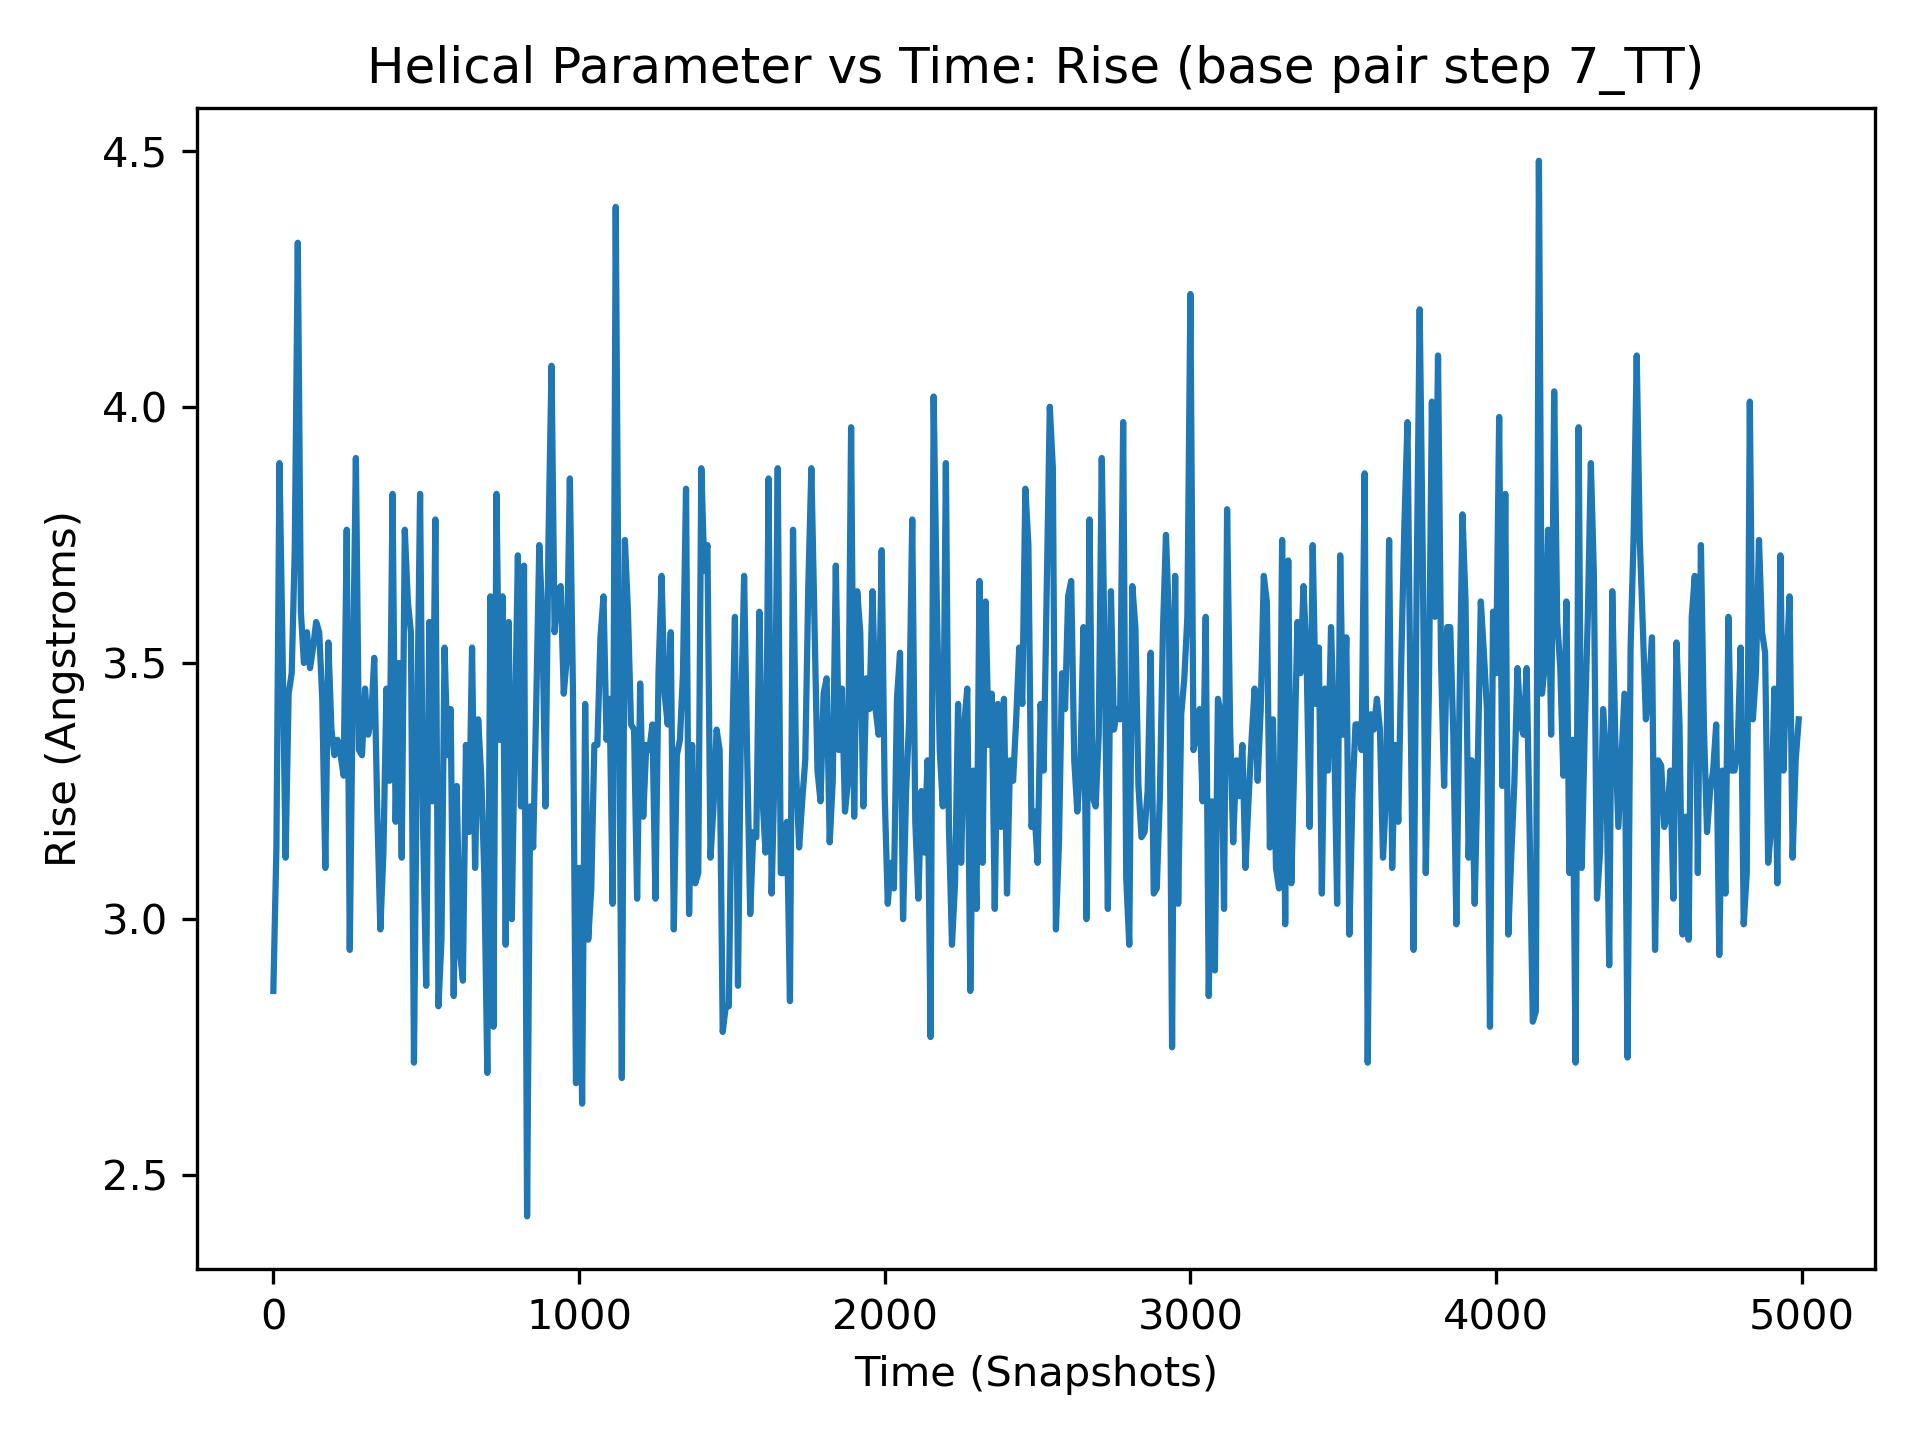 Helical Parameter vs Time: Rise (base pair step 7_TT)
4.5
4.0
3.5
3.0
2.5
Rise (Angstroms)
0 1000 2000 3000 4000 5000
Time (Snapshots)